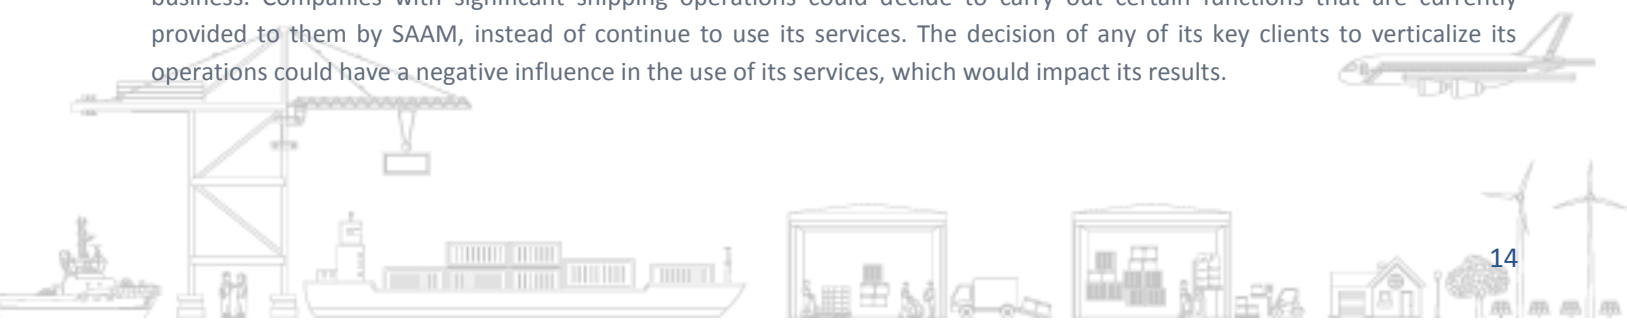 business. Companies with significant shipping operations could decide to carry out certain functions that are currently
provided to them by SAAM, instead of continue to use its services. The decision of any of its key clients to verticalize its
operations could have a negative influence in the use of its services, which would impact its results.
14